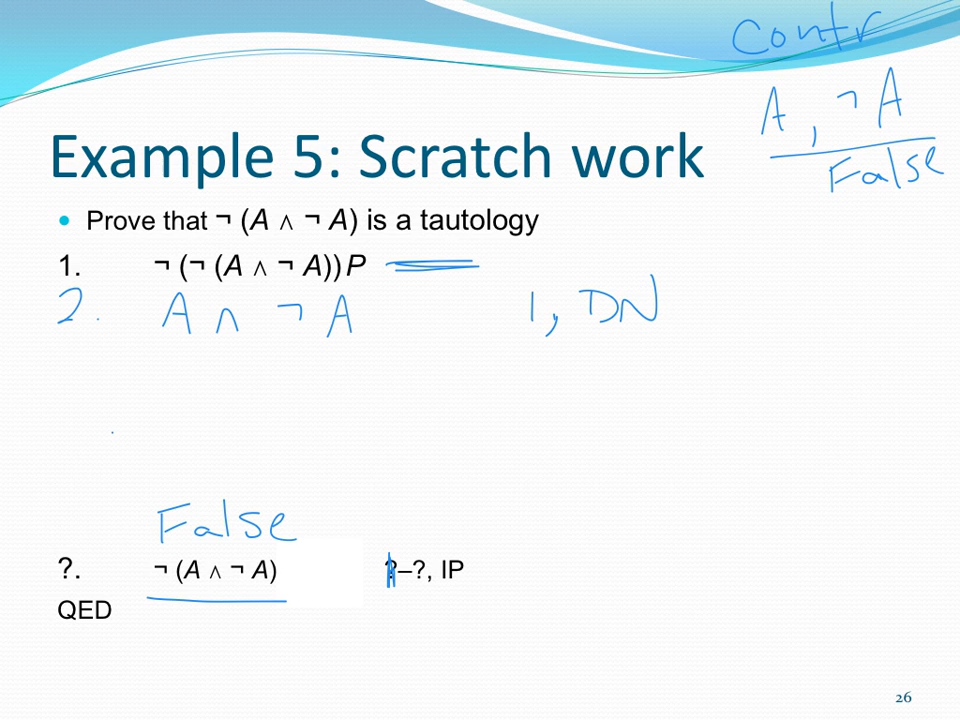 Contr
A, ¬ A
False
Example 5: Scratch work
• Prove that ¬ (A ∧ ¬ A) is a tautology
1. ¬ (¬ (A ∧ ¬ A)) P
2. A ∧ ¬ A 1, DN
False
?. ¬ (A ∧ ¬ A) ?–?, IP
QED
26